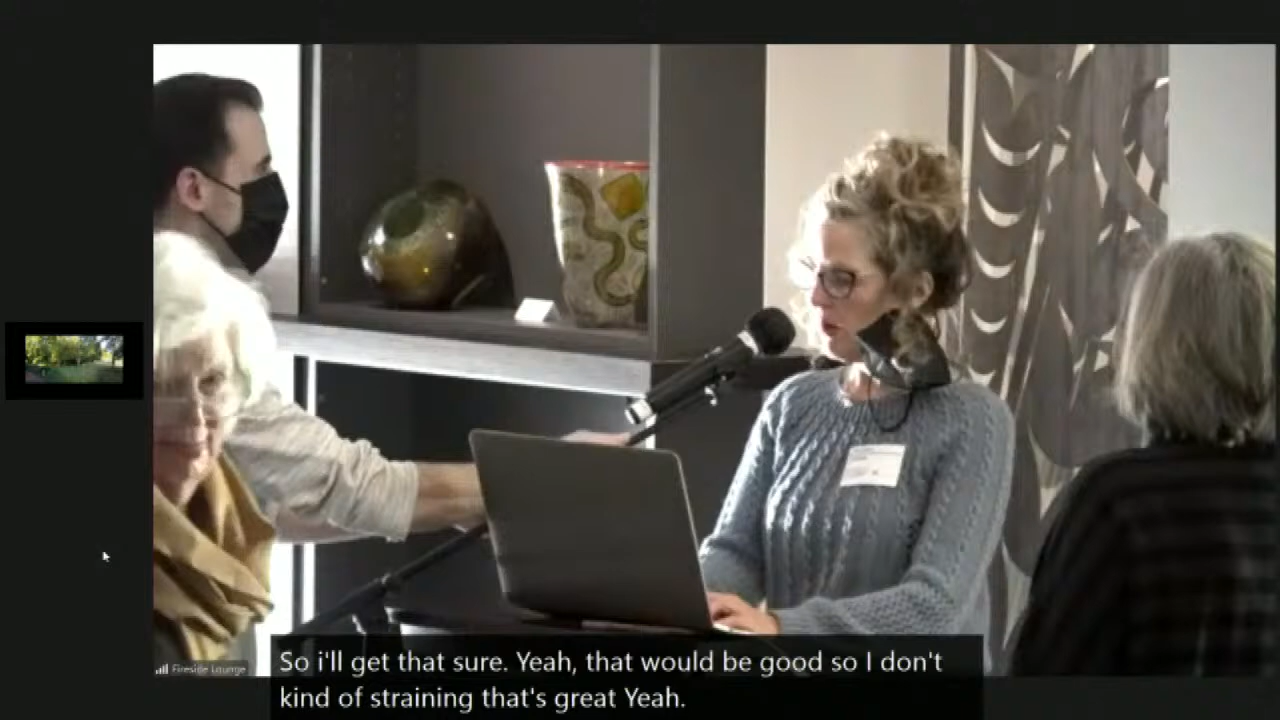 Fireside Lounge
So i'll get that sure. Yeah, that would be good so I don't
kind of straining that's great Yeah.